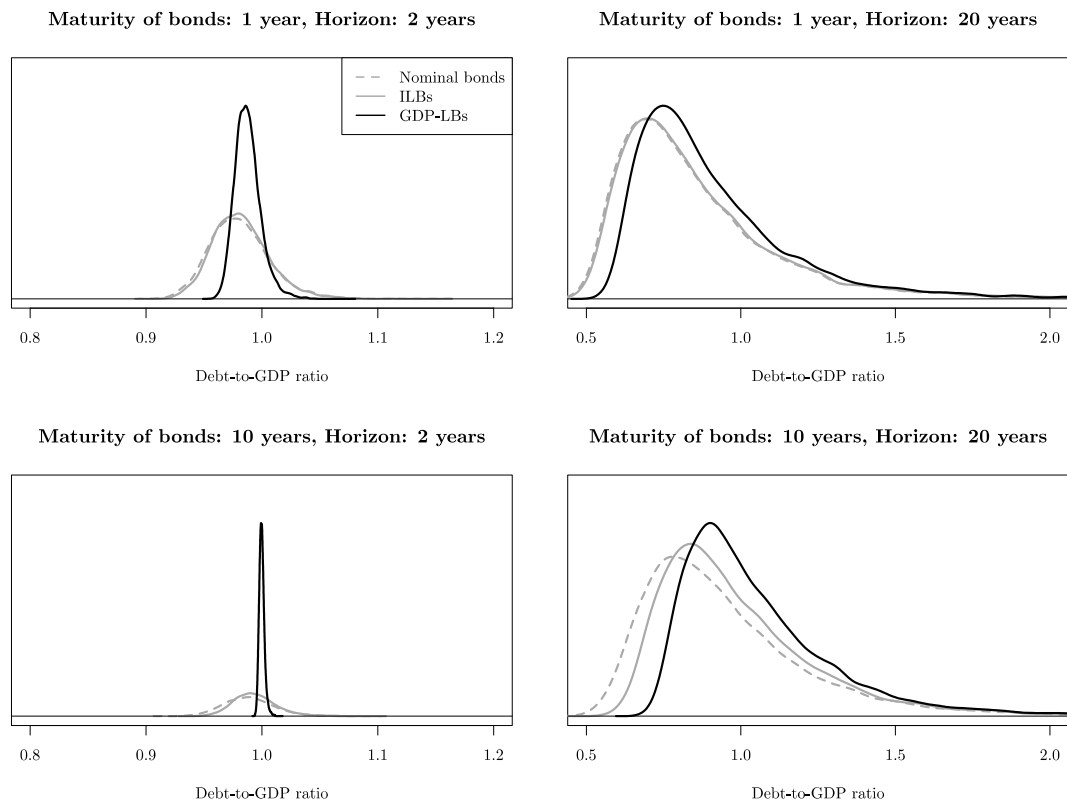 Maturity of bonds: 1 year, Horizon: 2 years
Nominal bonds
ILBs
GDP-LBs
0.8 0.9 1.0 1.1 1.2
Debt-to-GDP ratio
Maturity of bonds: 1 year, Horizon: 20 years
0.5 1.0 1.5 2.0
Debt-to-GDP ratio
Maturity of bonds: 10 years, Horizon: 2 years
0.8 0.9 1.0 1.1 1.2
Debt-to-GDP ratio
Maturity of bonds: 10 years, Horizon: 20 years
0.5 1.0 1.5 2.0
Debt-to-GDP ratio